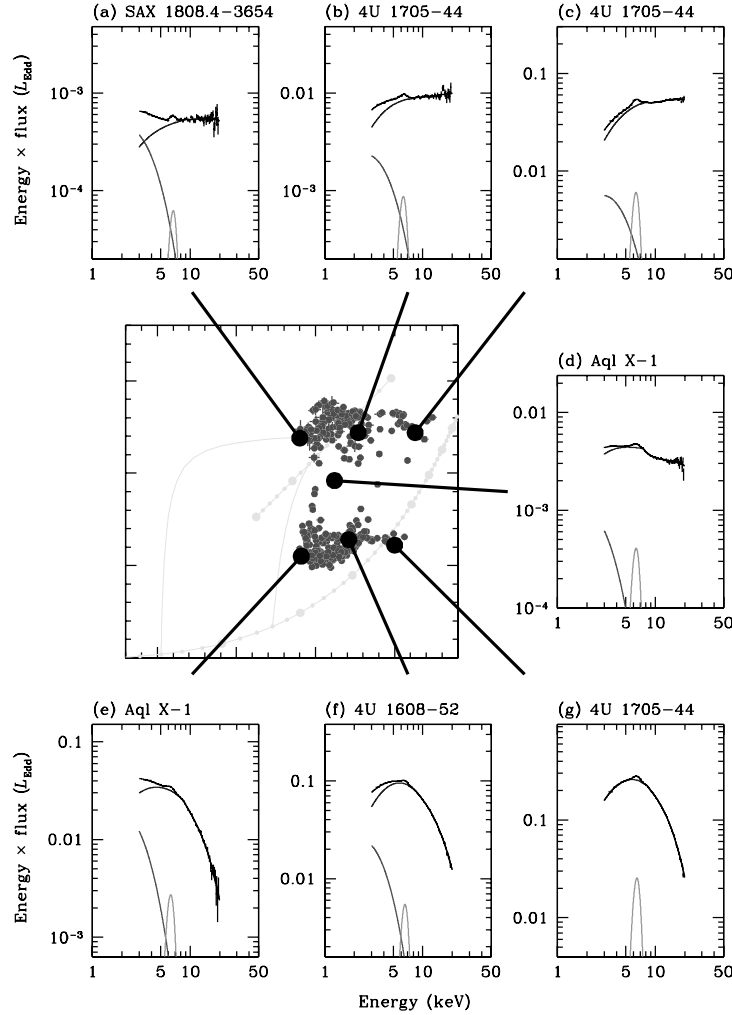 (a) SAX 1808.4−3654
(b) 4U 1705−44
(c) 4U 1705−44
Energy × flux (L_Edd)
10⁻³
10⁻⁴
1 5 10 50
0.01
10⁻³
1 5 10 50
0.1
0.01
1 5 10 50
(d) Aql X−1
0.01
10⁻³
10⁻⁴
1 5 10 50
(e) Aql X−1
(f) 4U 1608−52
(g) 4U 1705−44
Energy × flux (L_Edd)
0.1
0.01
10⁻³
1 5 10 50
0.1
0.01
1 5 10 50
0.1
0.01
1 5 10 50
Energy (keV)